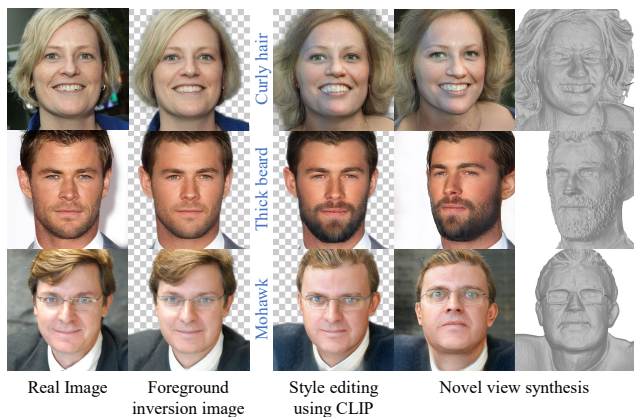 Curly hair
Thick beard
Mohawk
Real Image
Foreground
inversion image
Style editing
using CLIP
Novel view synthesis